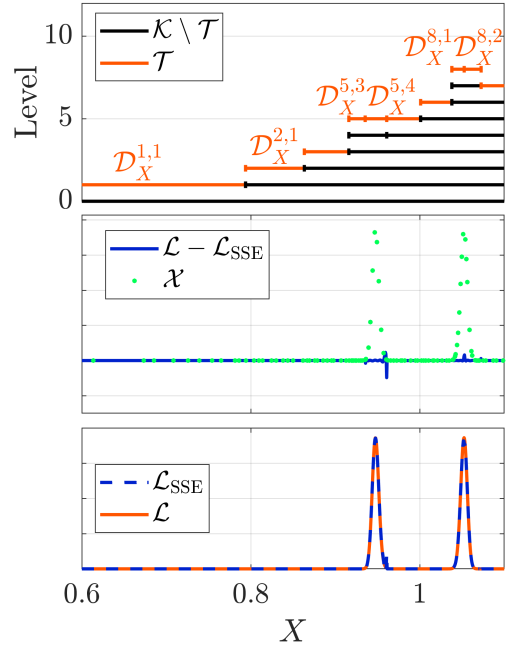 10
5
0
Level
𝒦 \ 𝒯
𝒯
𝒟_X^{1,1}
𝒟_X^{2,1}
𝒟_X^{5,3} 𝒟_X^{5,4}
𝒟_X^{8,1} 𝒟_X^{8,2}
ℒ − ℒ_SSE
𝒳
ℒ_SSE
ℒ
0.6 0.8 1
X